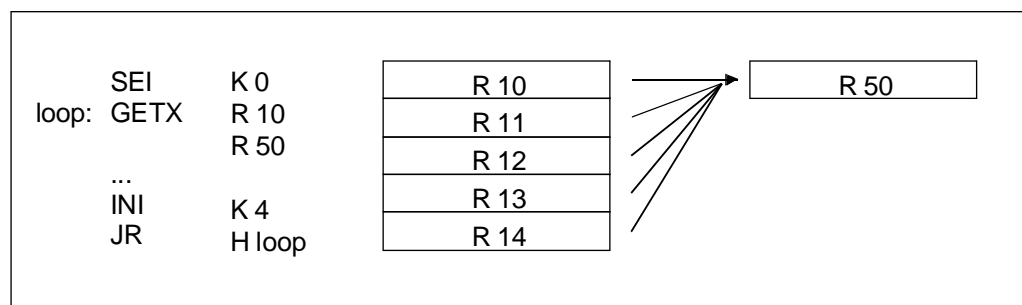 SEI K 0
loop: GETX R 10
R 50
...
INI K 4
JR H loop
R 10
R 11
R 12
R 13
R 14
R 50